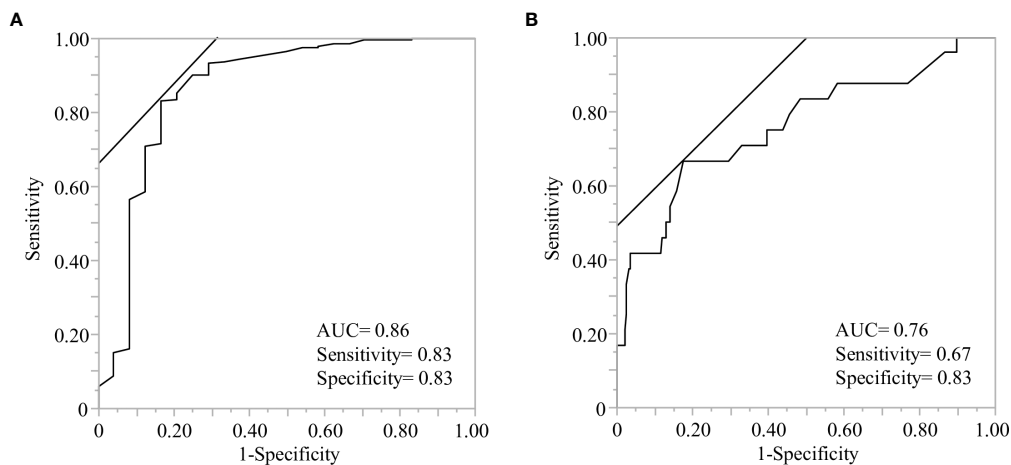 A
1.00
0.80
0.60
0.40
0.20
0
Sensitivity
AUC= 0.86
Sensitivity= 0.83
Specificity= 0.83
0 0.20 0.40 0.60 0.80 1.00
1-Specificity
B
1.00
0.80
0.60
0.40
0.20
0
Sensitivity
AUC= 0.76
Sensitivity= 0.67
Specificity= 0.83
0 0.20 0.40 0.60 0.80 1.00
1-Specificity